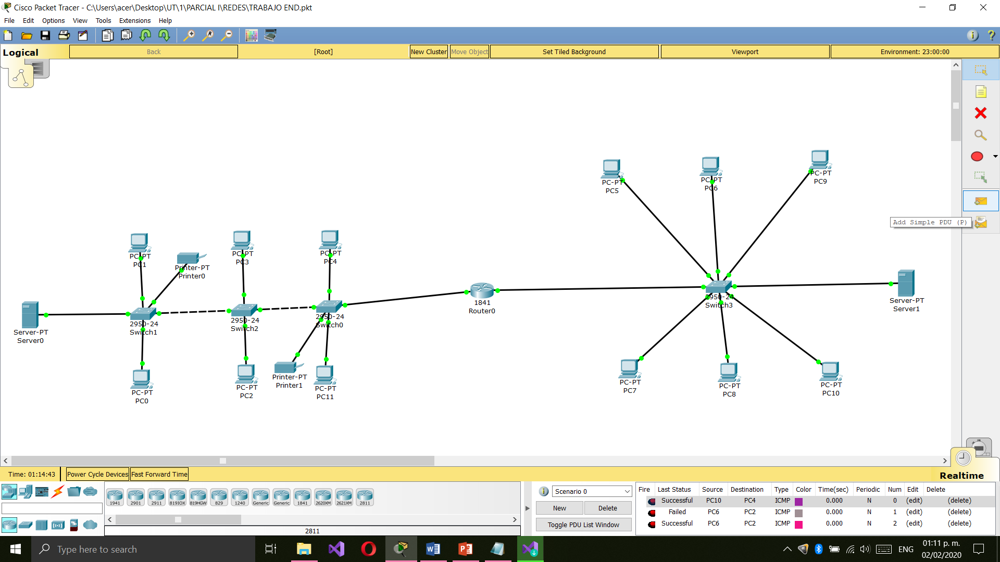 Cisco Packet Tracer - C:\Users\acer\Desktop\UT\1\PARCIAL I\REDES\TRABAJO END.pkt
File Edit Options View Tools Extensions Help
Logical Back [Root] New Cluster Move Object Set Tiled Background Viewport Environment: 23:00:00
PC-PT
PC5
PC-PT
PC6
PC-PT
PC9
Add Simple PDU (P)
PC-PT
PC1
Printer-PT
Printer0
PC-PT
PC3
PC-PT
PC4
Server-PT
Server0
2950-24
Switch1
2950-24
Switch2
2950-24
Switch0
1841
Router0
2950-24
Switch3
Server-PT
Server1
PC-PT
PC0
PC-PT
PC2
Printer-PT
Printer1
PC-PT
PC11
PC-PT
PC7
PC-PT
PC8
PC-PT
PC10
Time: 01:14:43 Power Cycle Devices Fast Forward Time
Realtime
1941 2901 2911 819IOX 819HGW 829 1240 Generic Generic 1841 2620XM 2621XM 2811
2811
Scenario 0
New Delete
Toggle PDU List Window
Fire Last Status Source Destination Type Color Time(sec) Periodic Num Edit Delete
Successful PC10 PC4 ICMP 0.000 N 0 (edit) (delete)
Failed PC6 PC2 ICMP 0.000 N 1 (edit) (delete)
Successful PC6 PC2 ICMP 0.000 N 2 (edit) (delete)
Type here to search
ENG
01:11 p. m.
02/02/2020